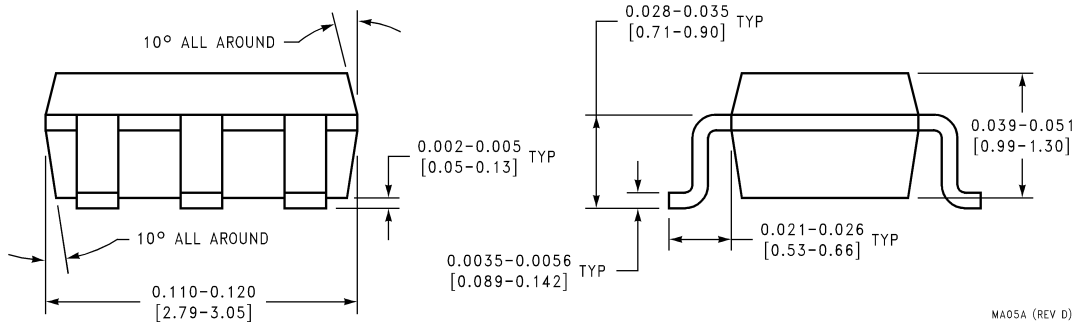 10° ALL AROUND
0.002–0.005 TYP
[0.05–0.13]
10° ALL AROUND
0.110–0.120
[2.79–3.05]
0.028–0.035 TYP
[0.71–0.90]
0.039–0.051
[0.99–1.30]
0.021–0.026 TYP
[0.53–0.66]
0.0035–0.0056 TYP
[0.089–0.142]
MA05A (REV D)